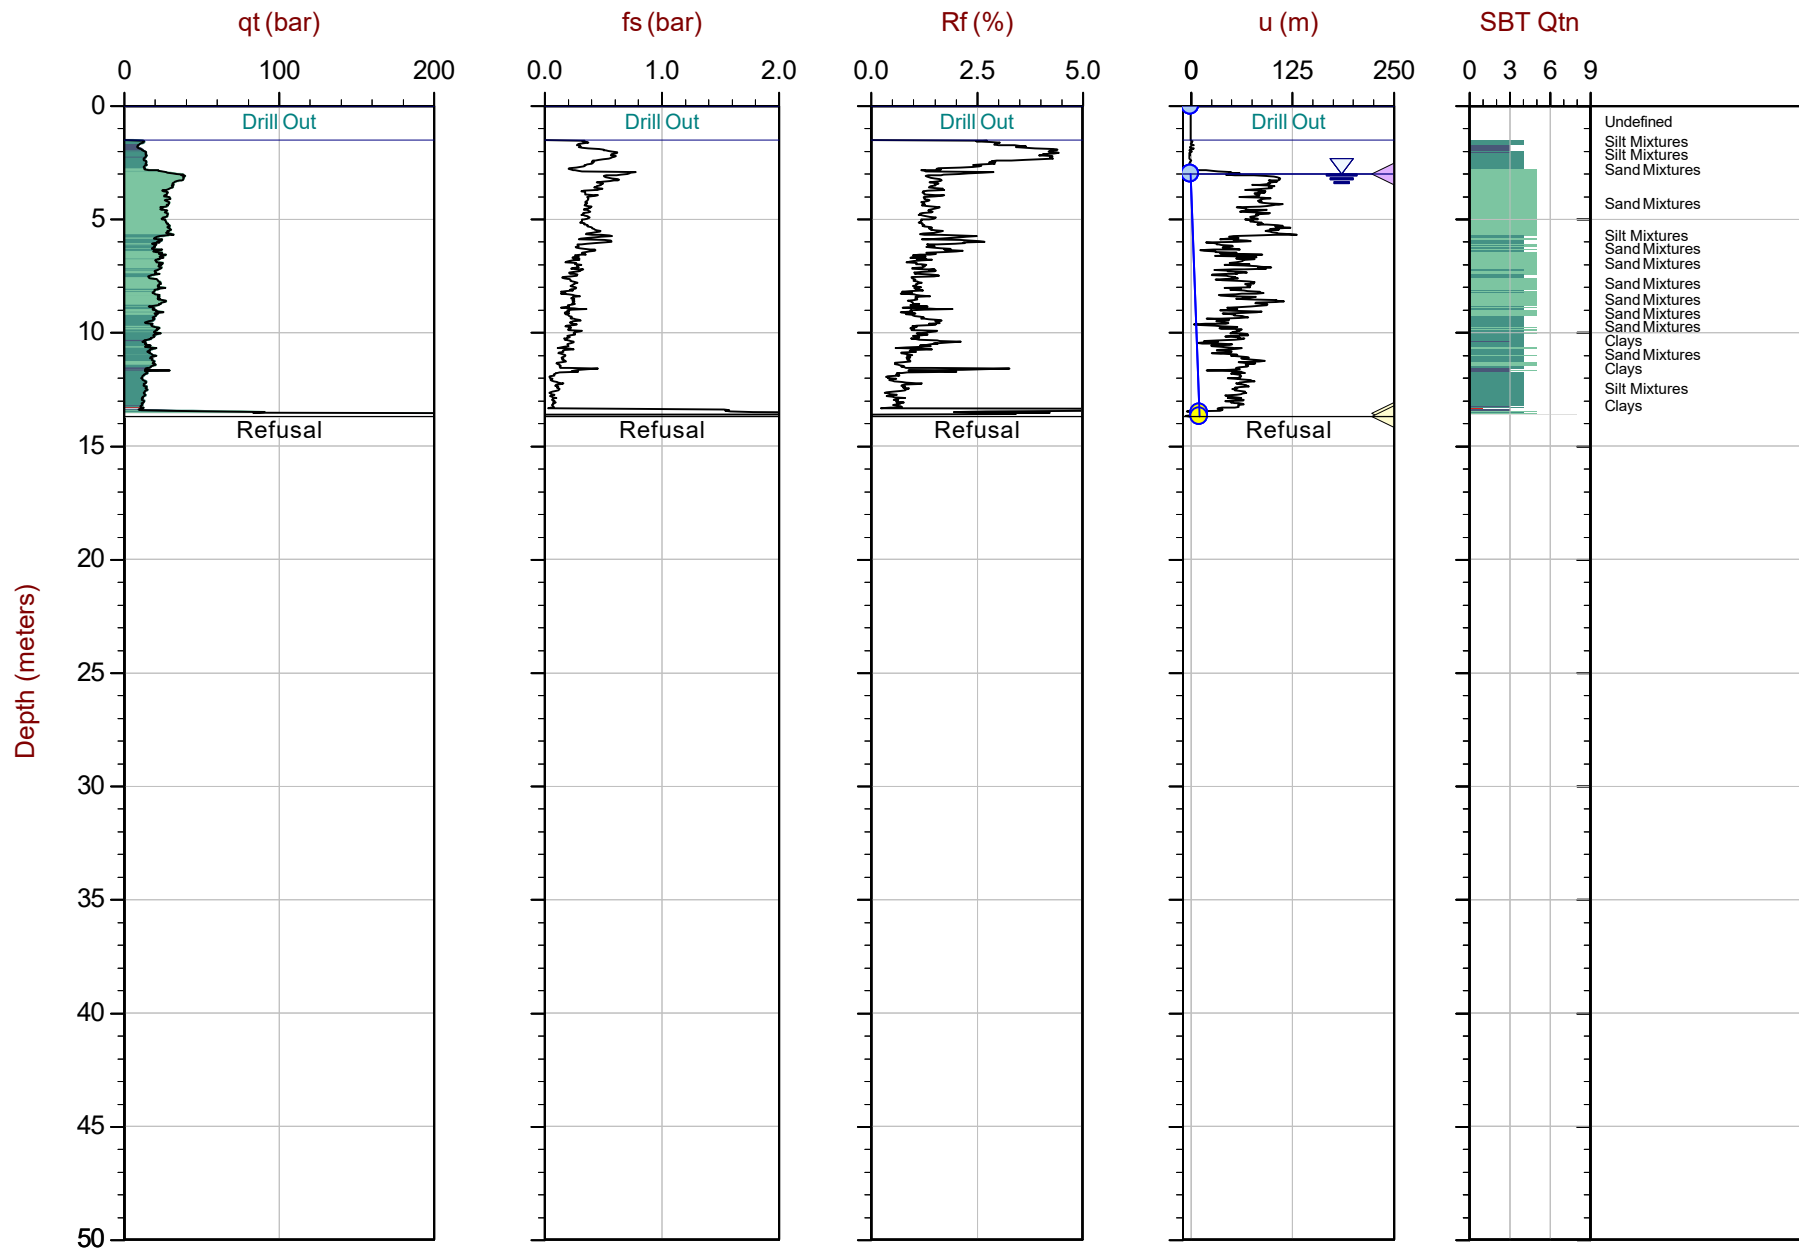 qt (bar) fs (bar) Rf (%) u (m) SBT Qtn
0 100 200 0.0 1.0 2.0 0.0 2.5 5.0 0 125 250 0 3 6 9
0
Drill Out Drill Out Drill Out Drill Out Undefined
Silt Mixtures
Silt Mixtures
Sand Mixtures
Sand Mixtures
5
Silt Mixtures
Sand Mixtures
Sand Mixtures
Sand Mixtures
Sand Mixtures
Sand Mixtures
Sand Mixtures
10
Clays
Sand Mixtures
Clays
Silt Mixtures
Clays
Refusal Refusal Refusal Refusal
15
20
25
30
35
40
45
50
Depth (meters)